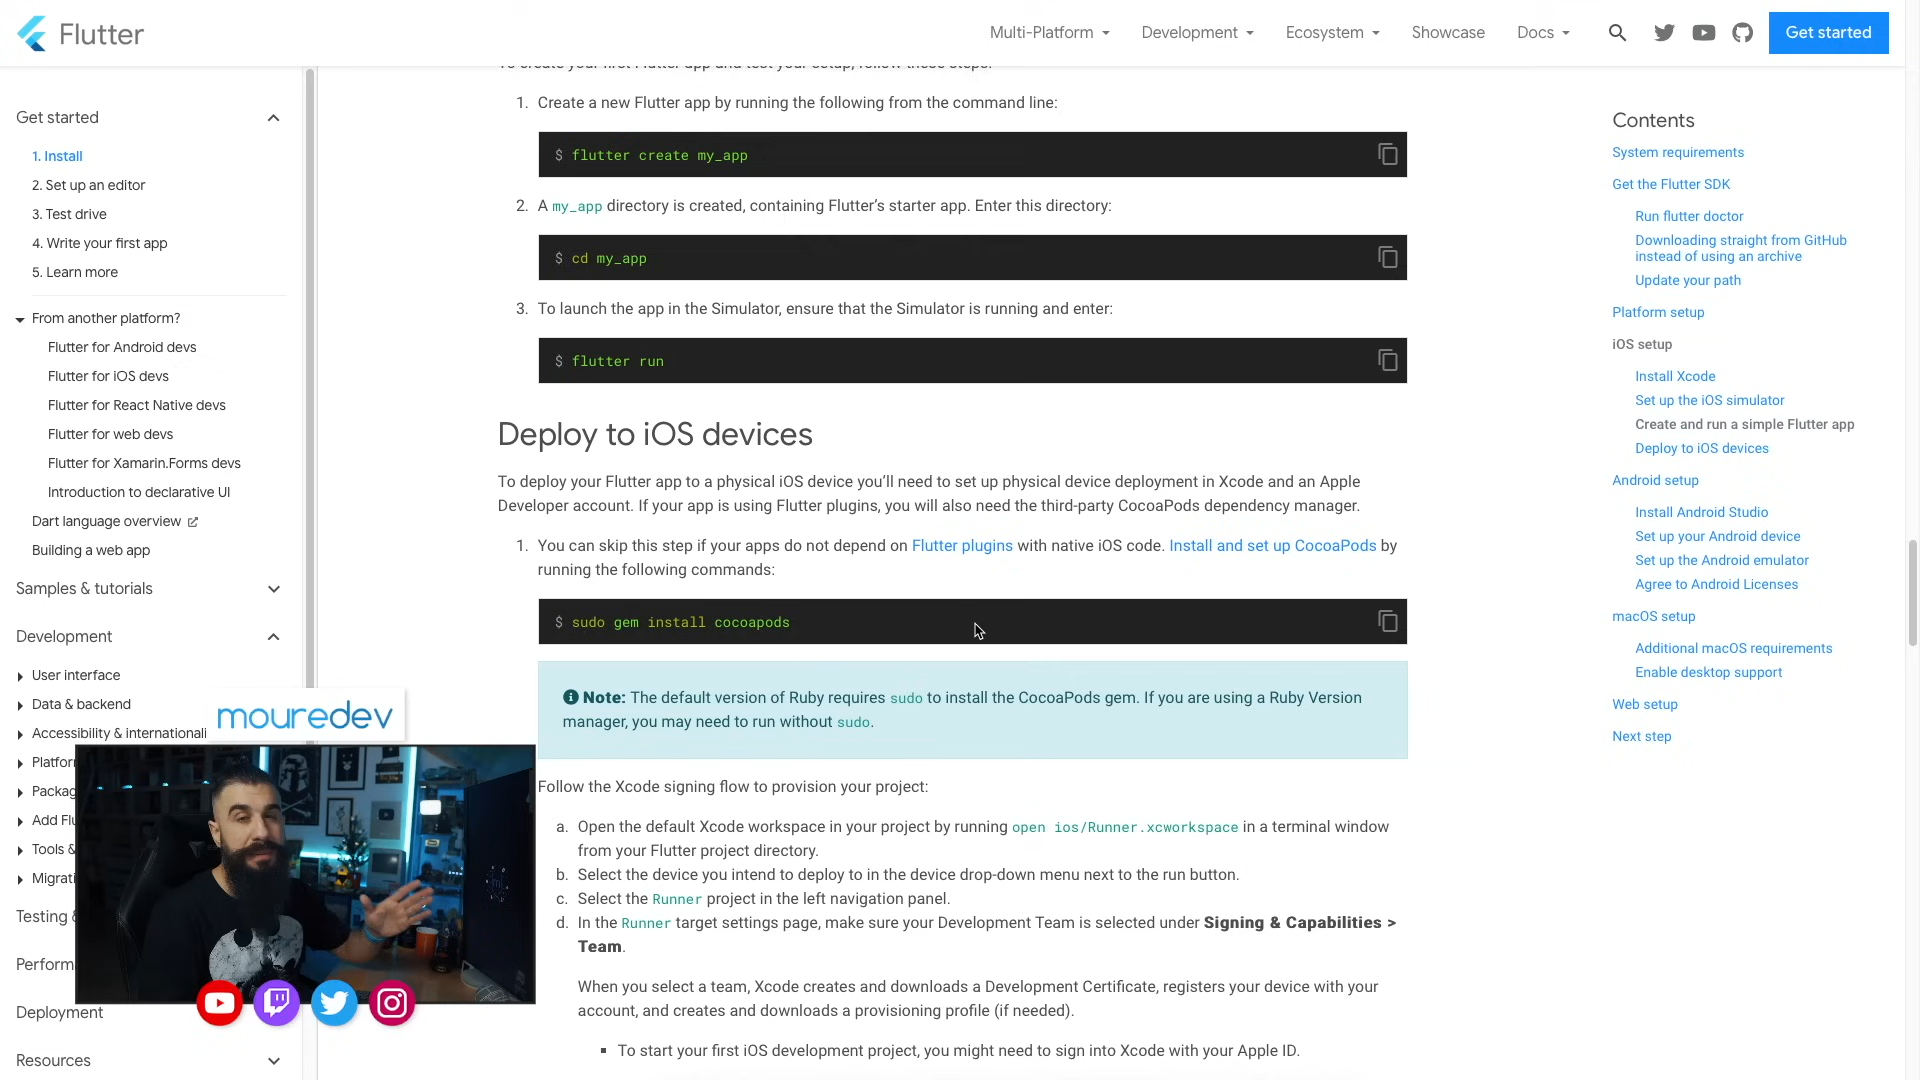 Flutter
Multi-Platform
Development
Ecosystem
Showcase
Docs
Get started
Get started
1. Install
2. Set up an editor
3. Test drive
4. Write your first app
5. Learn more
From another platform?
Flutter for Android devs
Flutter for iOS devs
Flutter for React Native devs
Flutter for web devs
Flutter for Xamarin.Forms devs
Introduction to declarative UI
Dart language overview
Building a web app
Samples & tutorials
Development
User interface
Data & backend
Accessibility & internationali
Platfor
Packag
Add Flu
Tools &
Migrati
Testing &
Perform
Deployment
Resources
mouredev
To create your first Flutter app and test your setup, follow these steps:
1. Create a new Flutter app by running the following from the command line:
$ flutter create my_app
2. A my_app directory is created, containing Flutter’s starter app. Enter this directory:
$ cd my_app
3. To launch the app in the Simulator, ensure that the Simulator is running and enter:
$ flutter run
Deploy to iOS devices
To deploy your Flutter app to a physical iOS device you’ll need to set up physical device deployment in Xcode and an Apple
Developer account. If your app is using Flutter plugins, you will also need the third-party CocoaPods dependency manager.
1. You can skip this step if your apps do not depend on Flutter plugins with native iOS code. Install and set up CocoaPods by
running the following commands:
$ sudo gem install cocoapods
Note: The default version of Ruby requires sudo to install the CocoaPods gem. If you are using a Ruby Version
manager, you may need to run without sudo.
Follow the Xcode signing flow to provision your project:
a. Open the default Xcode workspace in your project by running open ios/Runner.xcworkspace in a terminal window
from your Flutter project directory.
b. Select the device you intend to deploy to in the device drop-down menu next to the run button.
c. Select the Runner project in the left navigation panel.
d. In the Runner target settings page, make sure your Development Team is selected under Signing & Capabilities >
Team.
When you select a team, Xcode creates and downloads a Development Certificate, registers your device with your
account, and creates and downloads a provisioning profile (if needed).
▪ To start your first iOS development project, you might need to sign into Xcode with your Apple ID.
Contents
System requirements
Get the Flutter SDK
Run flutter doctor
Downloading straight from GitHub
instead of using an archive
Update your path
Platform setup
iOS setup
Install Xcode
Set up the iOS simulator
Create and run a simple Flutter app
Deploy to iOS devices
Android setup
Install Android Studio
Set up your Android device
Set up the Android emulator
Agree to Android Licenses
macOS setup
Additional macOS requirements
Enable desktop support
Web setup
Next step